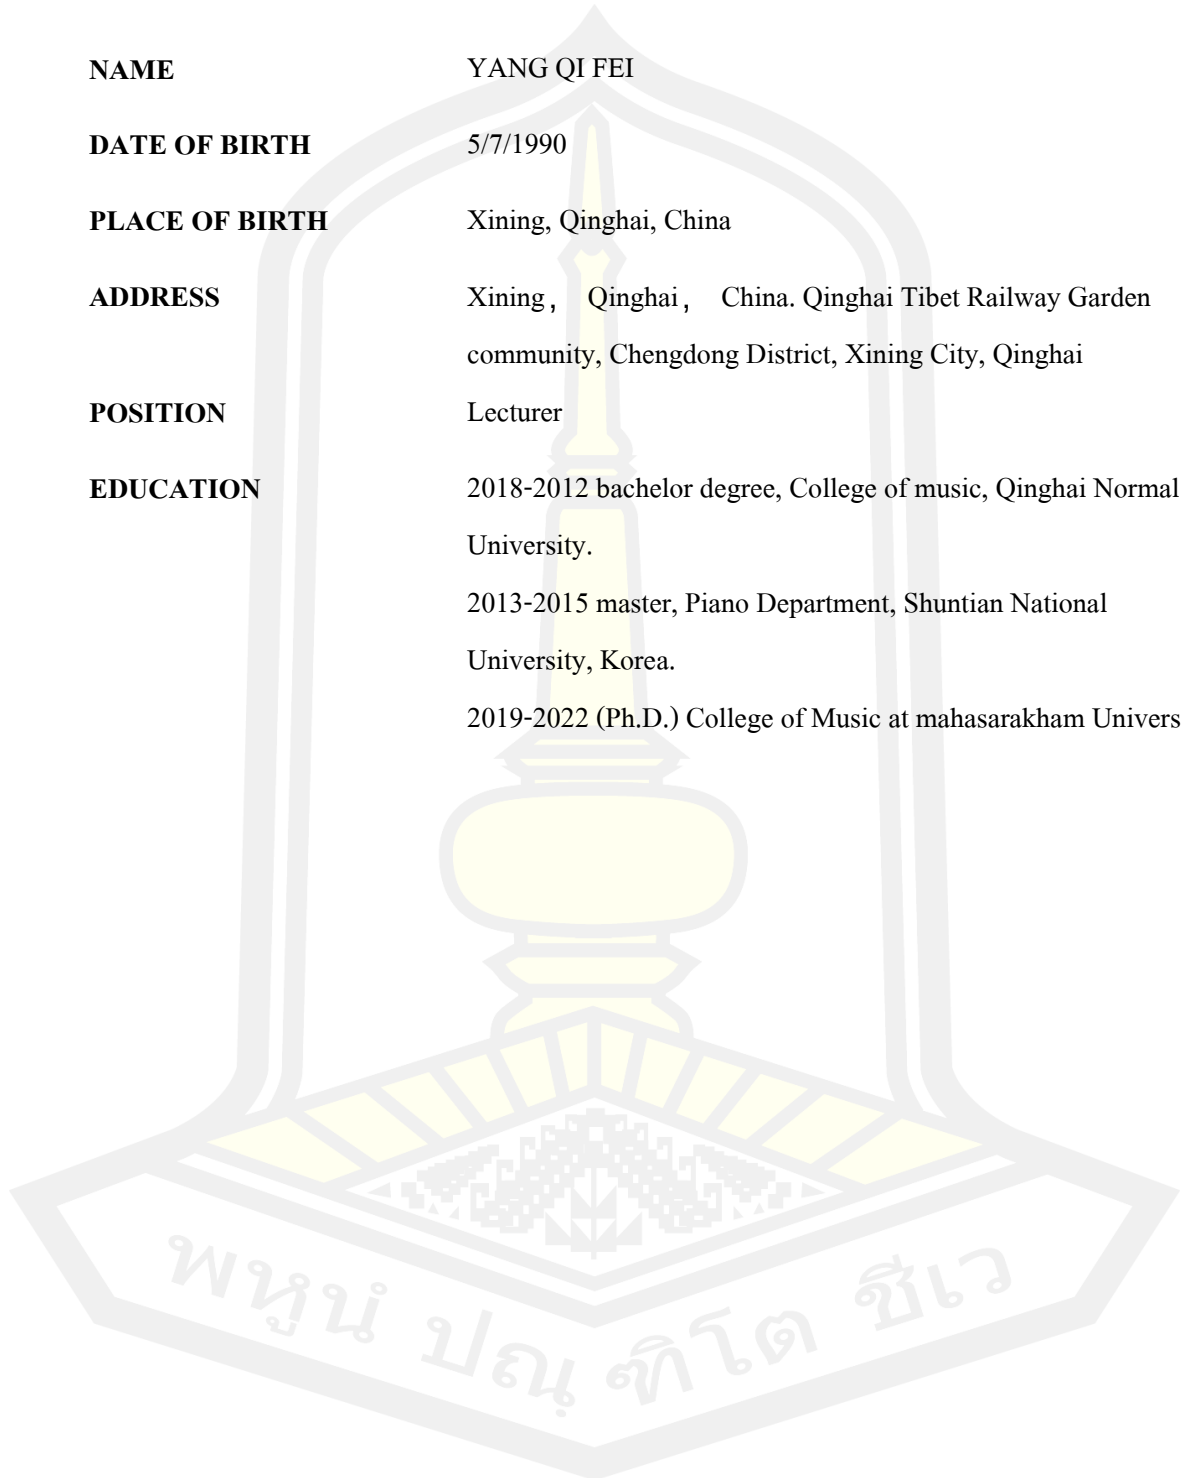 NAME YANG QI FEI
DATE OF BIRTH 5/7/1990
PLACE OF BIRTH Xining, Qinghai, China
ADDRESS Xining， Qinghai， China. Qinghai Tibet Railway Garden
community, Chengdong District, Xining City, Qinghai
POSITION Lecturer
EDUCATION 2018-2012 bachelor degree, College of music, Qinghai Normal
University.
2013-2015 master, Piano Department, Shuntian National
University, Korea.
2019-2022 (Ph.D.) College of Music at mahasarakham Univers
พหูนํ ปณฺฑิโต ชีเว